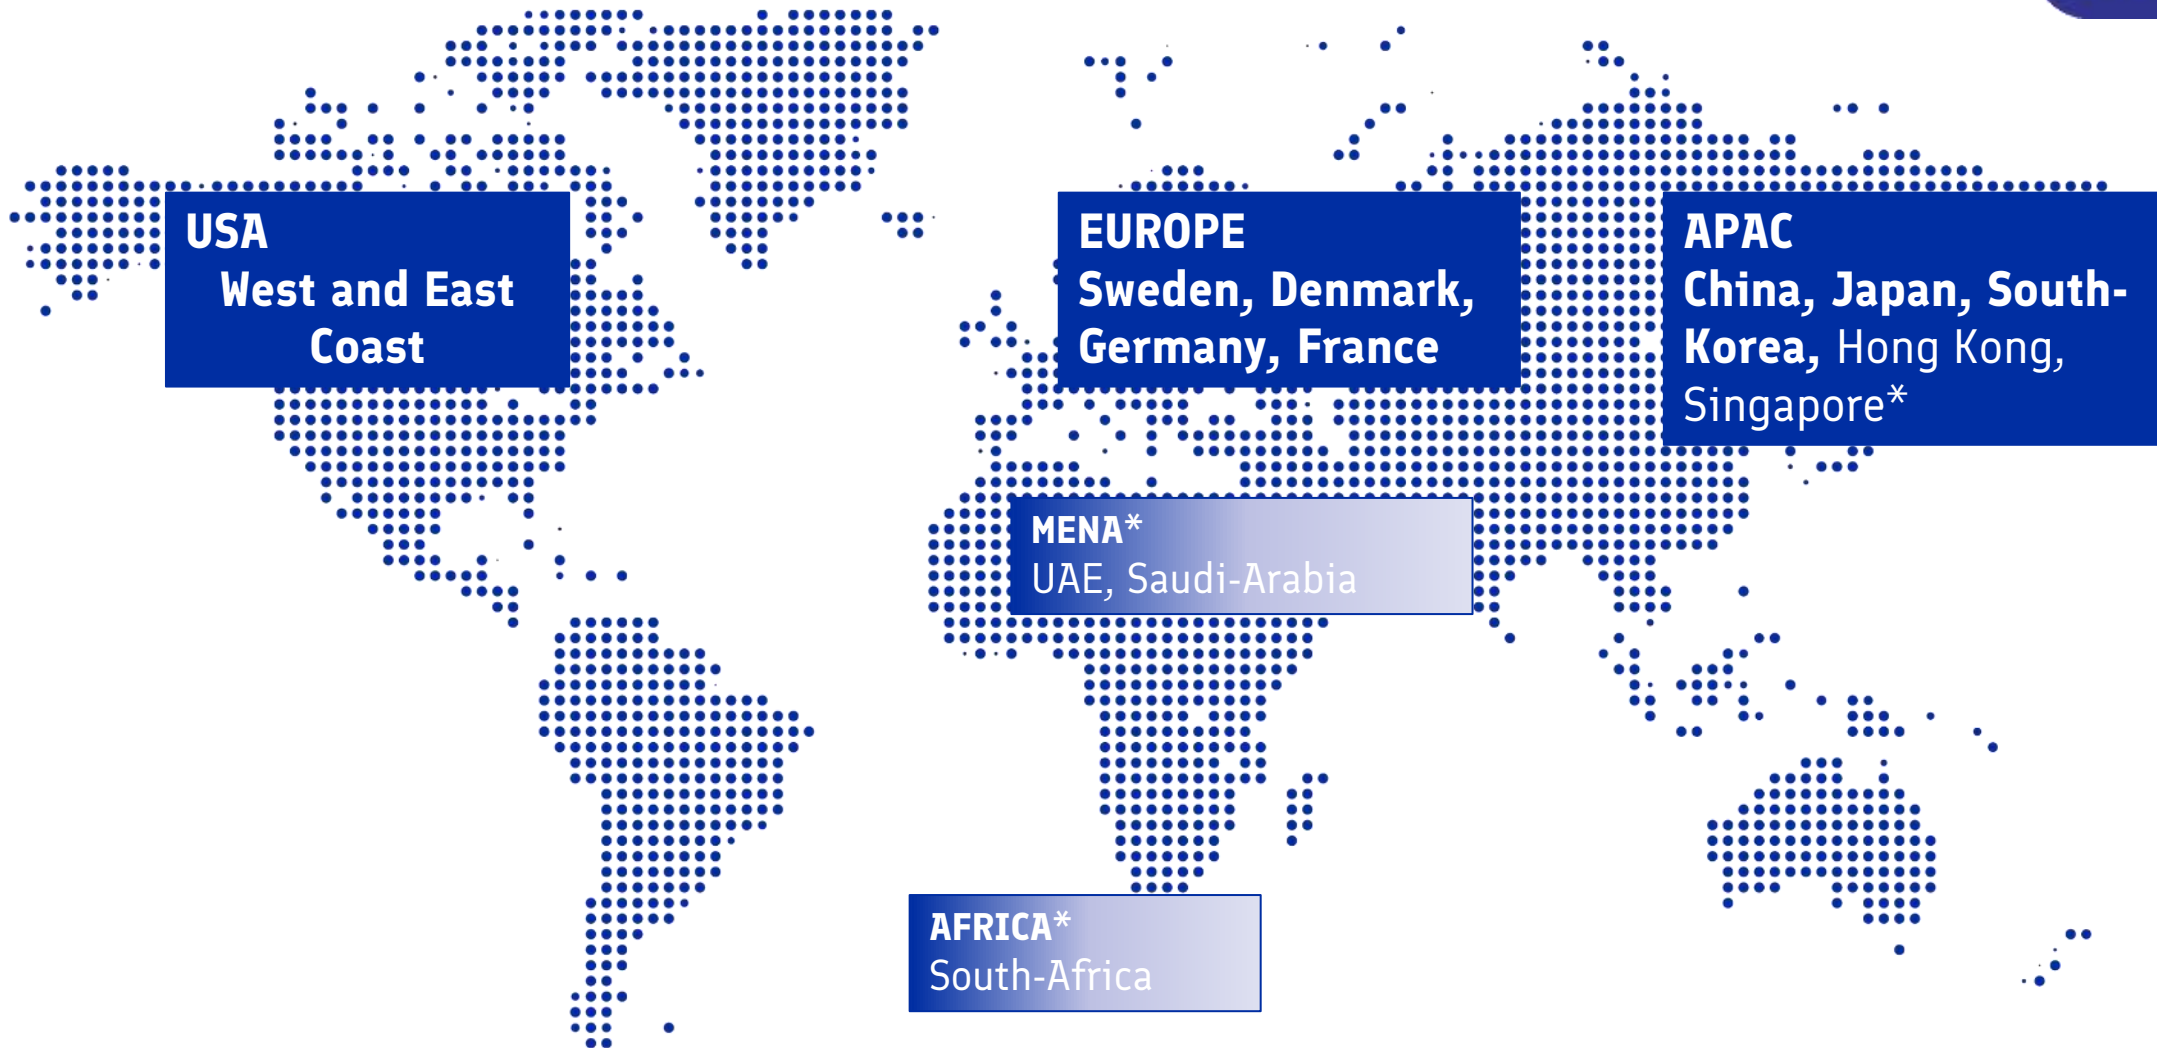 USA
West and East
Coast
EUROPE
Sweden, Denmark,
Germany, France
APAC
China, Japan, South-
Korea, Hong Kong,
Singapore*
MENA*
UAE, Saudi-Arabia
AFRICA*
South-Africa